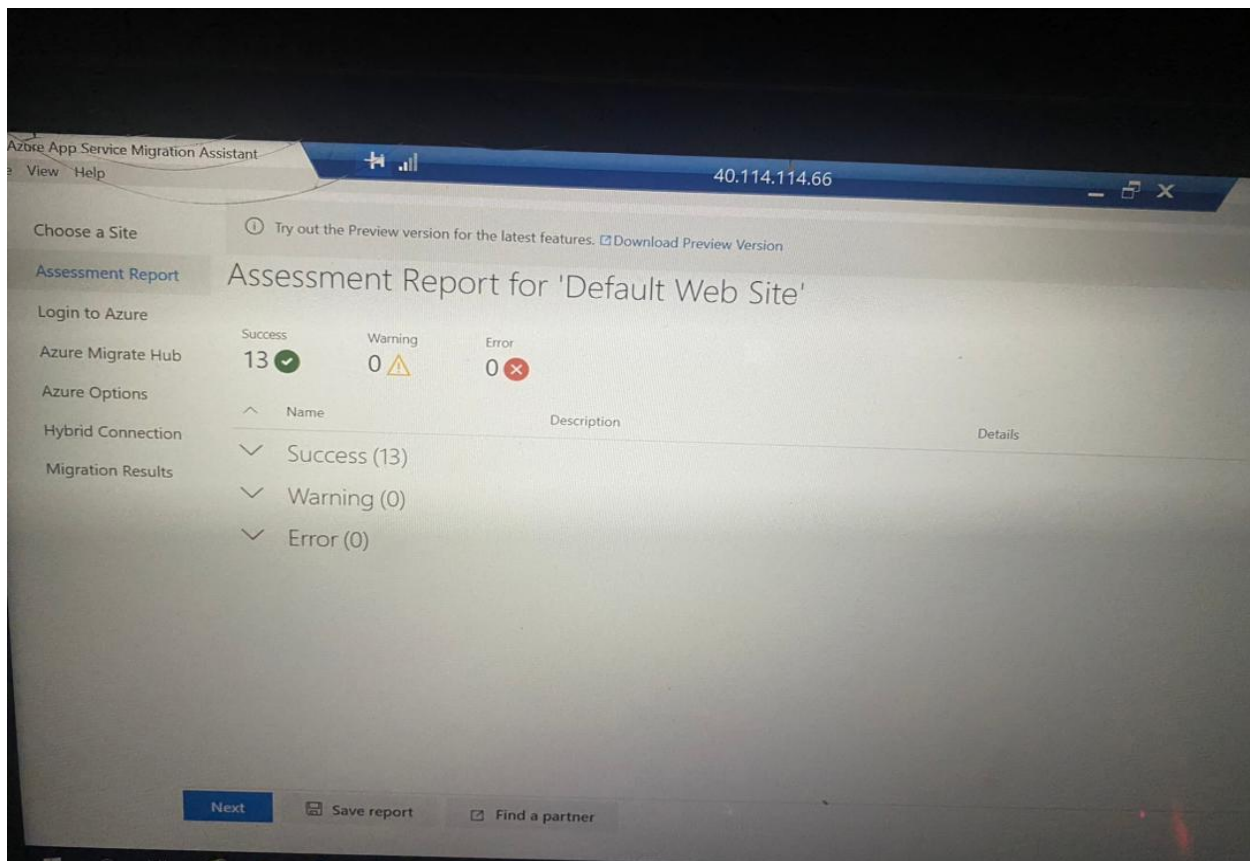 Azure App Service Migration Assistant
40.114.114.66
View Help
Try out the Preview version for the latest features. Download Preview Version
Choose a Site
Assessment Report
Login to Azure
Azure Migrate Hub
Azure Options
Hybrid Connection
Migration Results
Assessment Report for 'Default Web Site'
Success Warning Error
13 0 0
Name Description Details
Success (13)
Warning (0)
Error (0)
Next Save report Find a partner